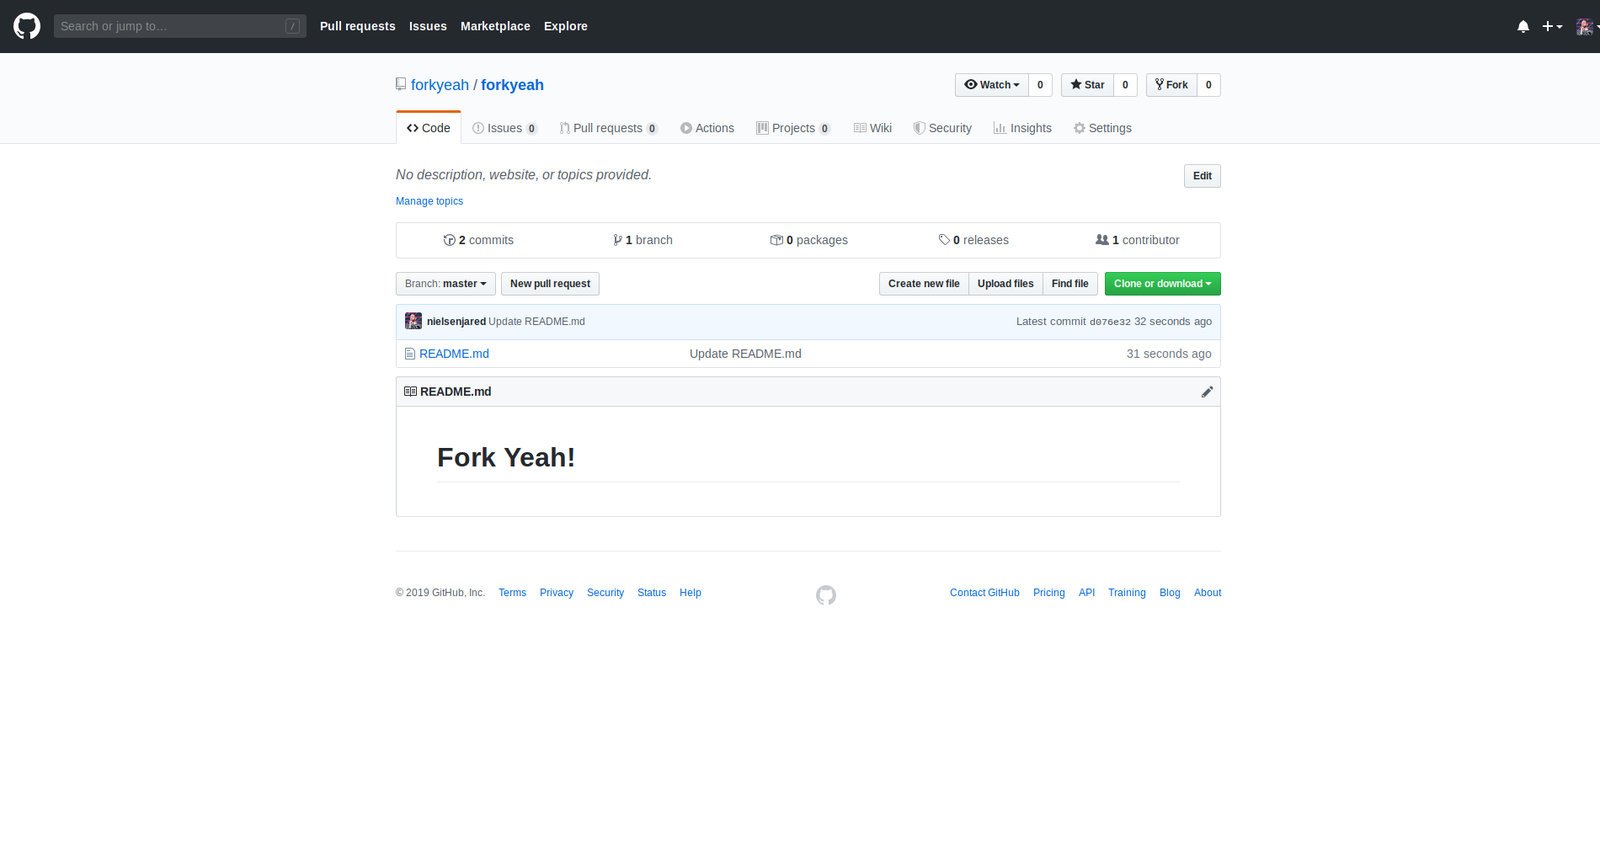 Search or jump to… / Pull requests Issues Marketplace Explore
forkyeah / forkyeah Watch 0 Star 0 Fork 0
Code Issues 0 Pull requests 0 Actions Projects 0 Wiki Security Insights Settings
No description, website, or topics provided. Edit
Manage topics
2 commits 1 branch 0 packages 0 releases 1 contributor
Branch: master New pull request Create new file Upload files Find file Clone or download
nielsenjared Update README.md Latest commit d076e32 32 seconds ago
README.md Update README.md 31 seconds ago
README.md
Fork Yeah!
© 2019 GitHub, Inc. Terms Privacy Security Status Help Contact GitHub Pricing API Training Blog About